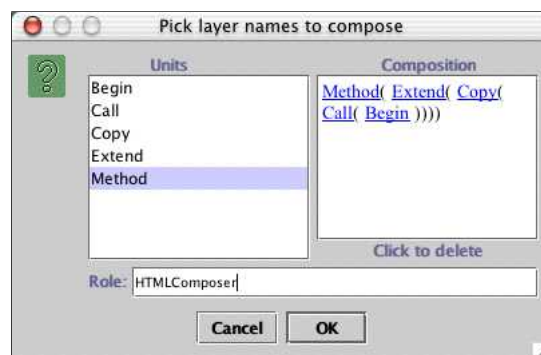 Pick layer names to compose
Units
Composition
Begin
Call
Copy
Extend
Method
Method( Extend( Copy(
Call( Begin ))))
Click to delete
Role: HTMLComposer
Cancel
OK